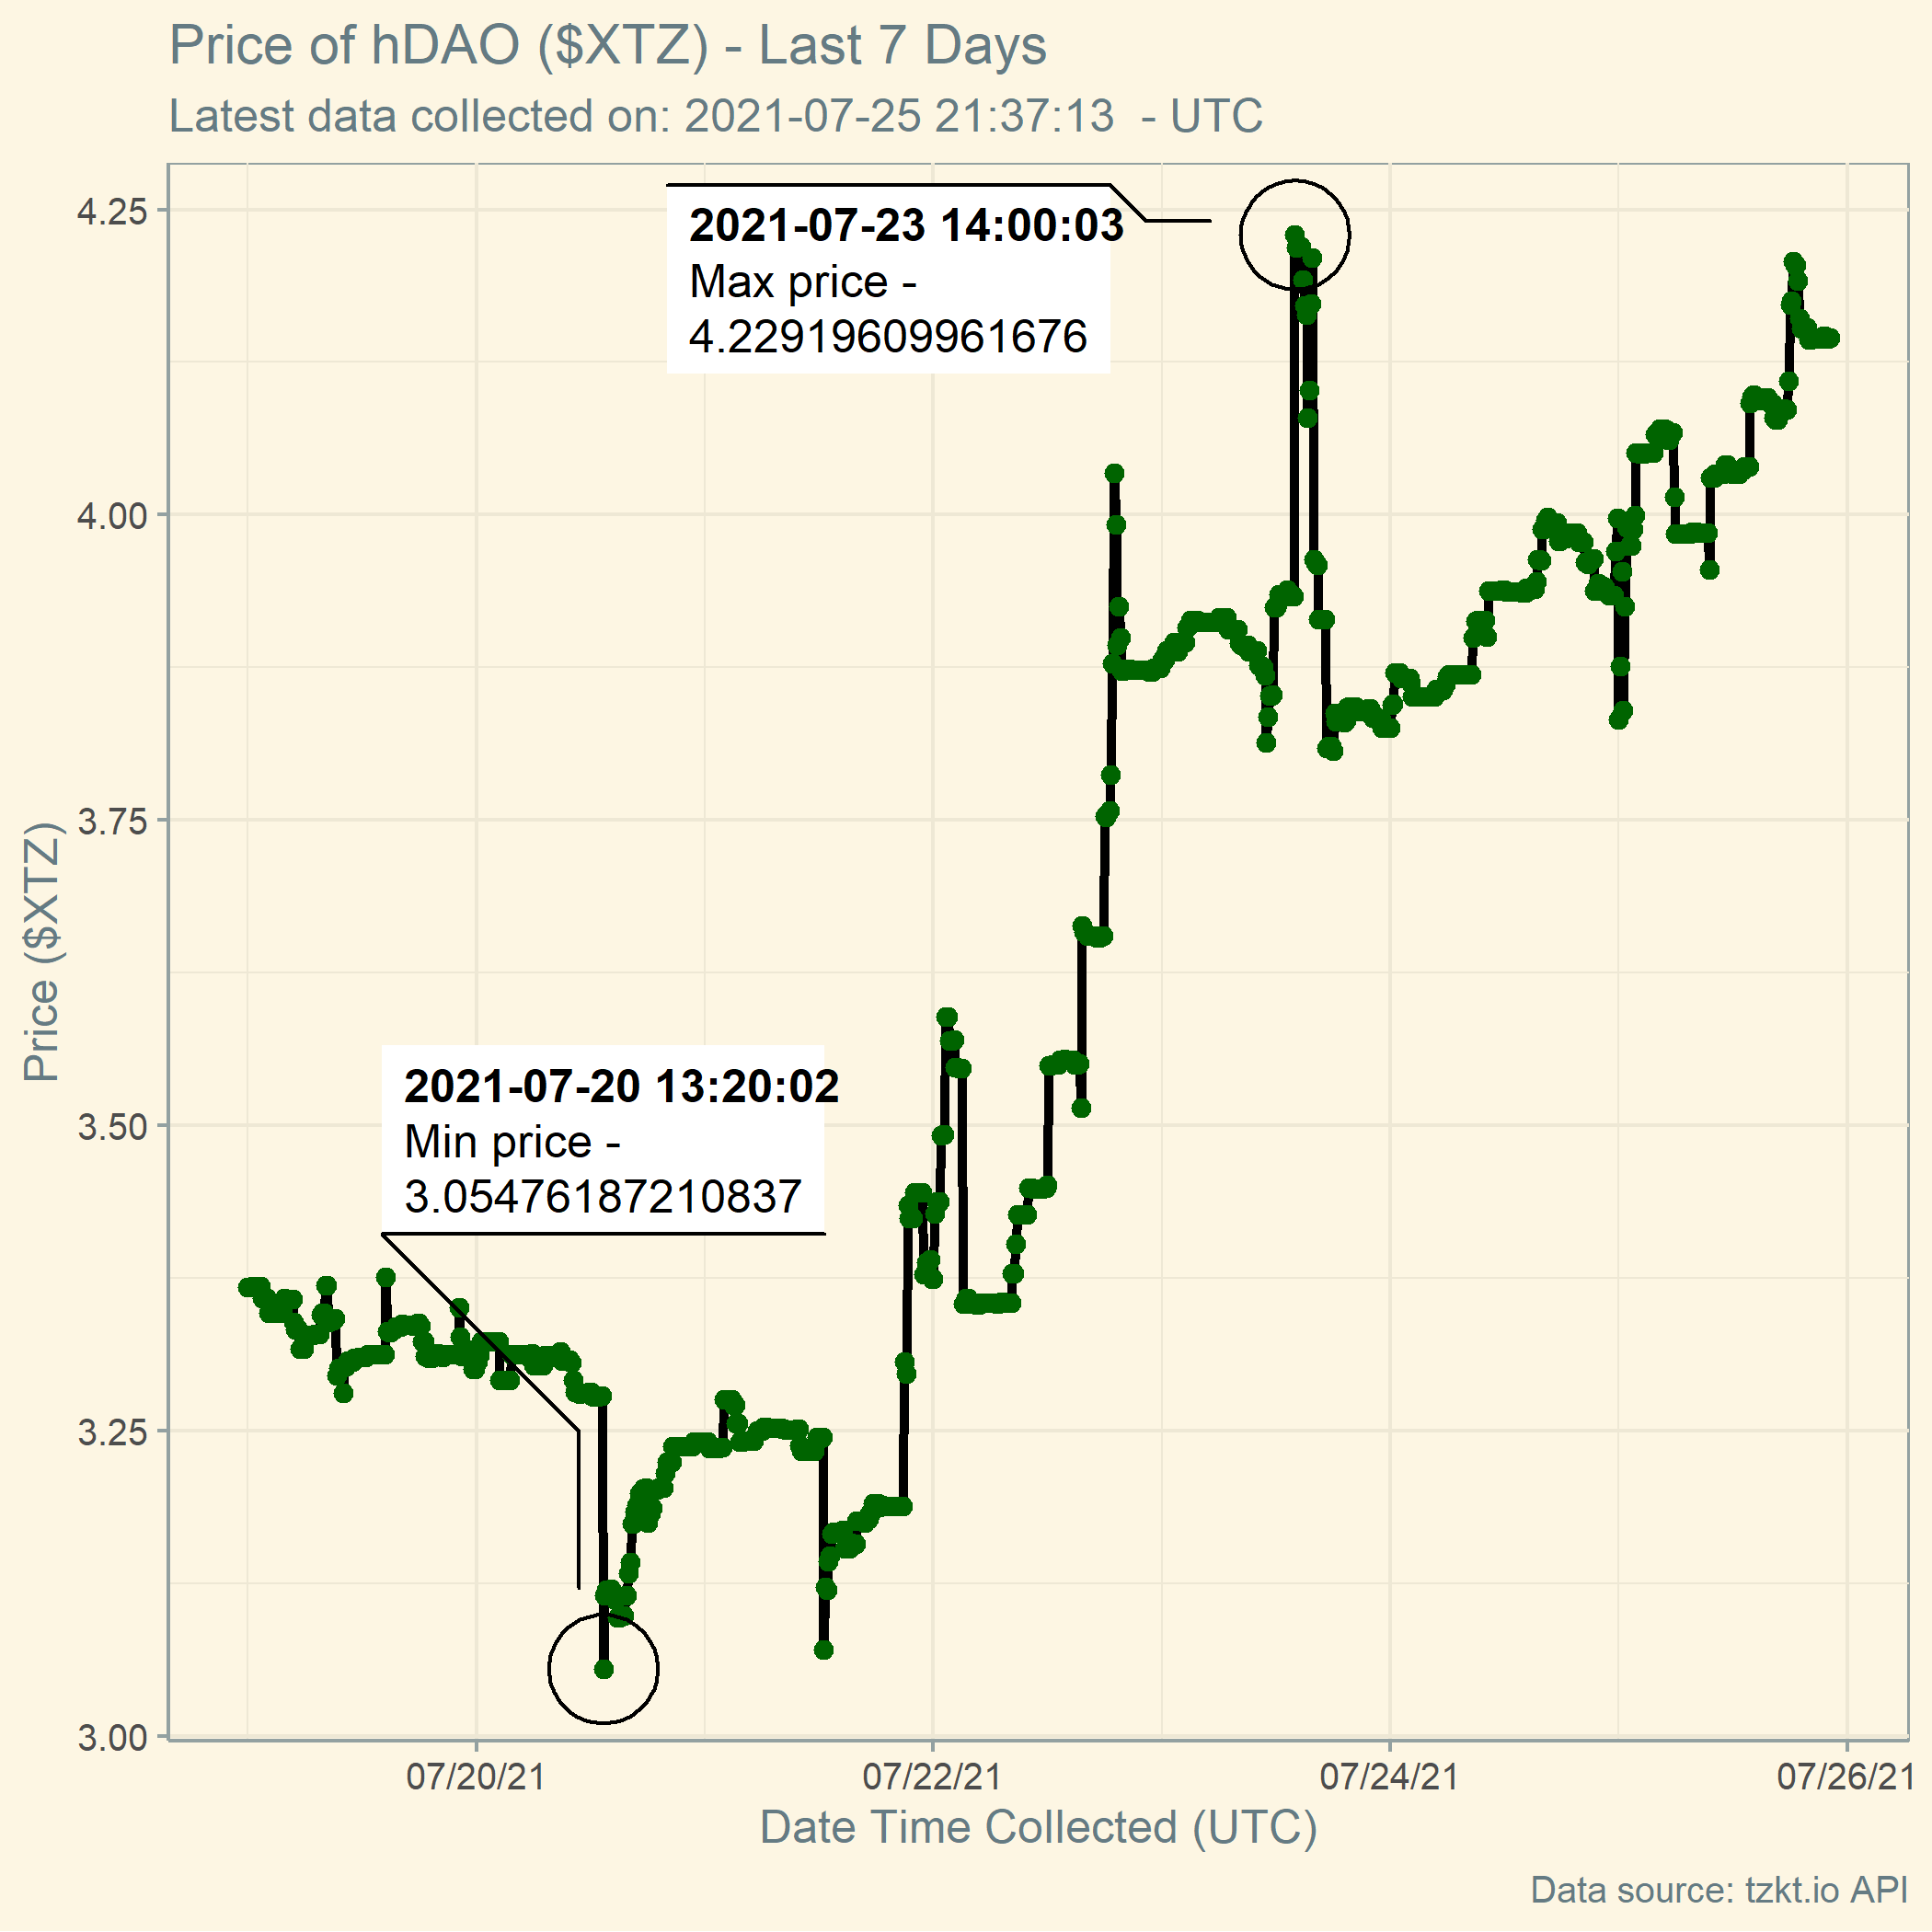 Price of hDAO ($XTZ) - Last 7 Days
Latest data collected on: 2021-07-25 21:37:13  - UTC
4.25
4.00
3.75
3.50
3.25
3.00
Price ($XTZ)
2021-07-23 14:00:03
Max price -
4.22919609961676
2021-07-20 13:20:02
Min price -
3.05476187210837
07/20/21
07/22/21
07/24/21
07/26/21
Date Time Collected (UTC)
Data source: tzkt.io API